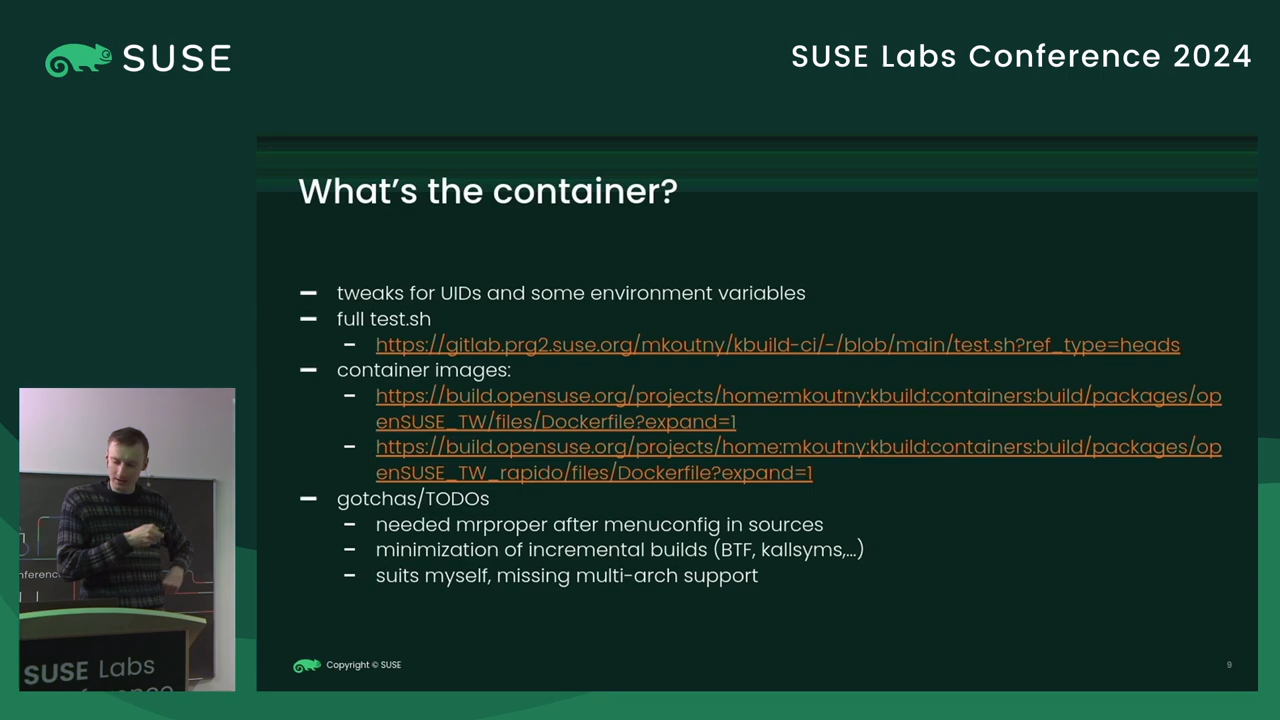 SUSE
SUSE Labs Conference 2024
What's the container?
– tweaks for UIDs and some environment variables
– full test.sh
– https://gitlab.prg2.suse.org/mkoutny/kbuild-ci/-/blob/main/test.sh?ref_type=heads
– container images:
– https://build.opensuse.org/projects/home:mkoutny:kbuild:containers:build/packages/op
enSUSE_TW/files/Dockerfile?expand=1
– https://build.opensuse.org/projects/home:mkoutny:kbuild:containers:build/packages/op
enSUSE_TW_rapido/files/Dockerfile?expand=1
– gotchas/TODOs
– needed mrproper after menuconfig in sources
– minimization of incremental builds (BTF, kallsyms,...)
– suits myself, missing multi-arch support
Copyright © SUSE
9
SUSE Labs